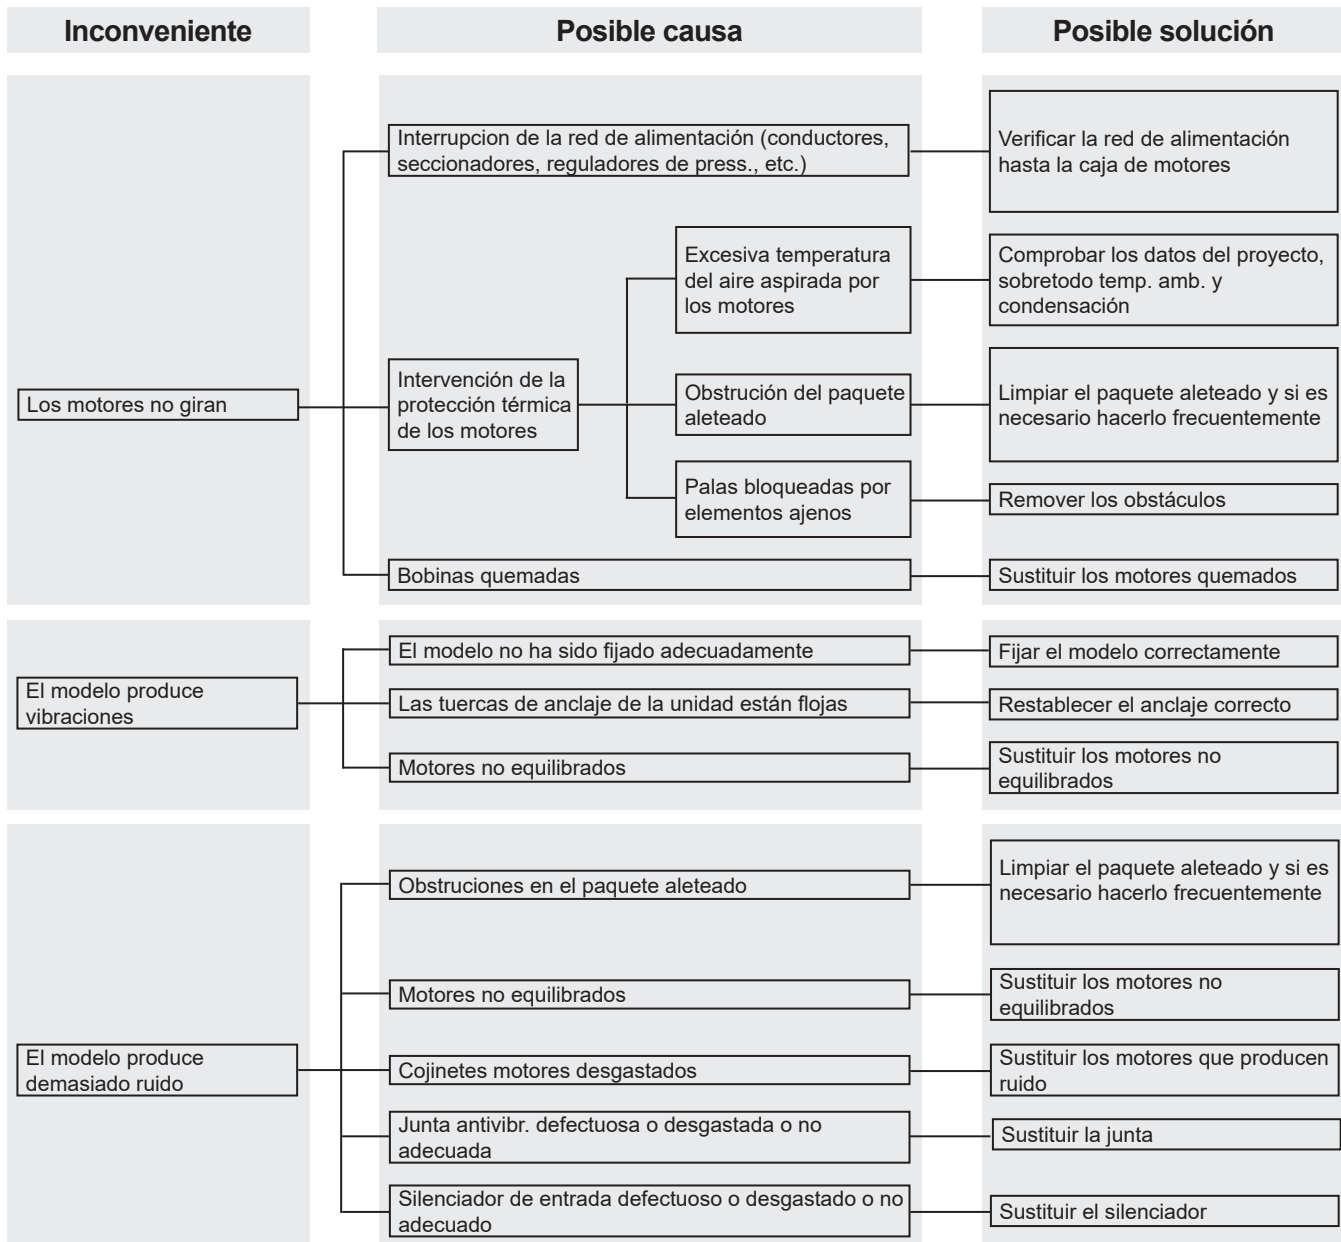 Inconveniente
Posible causa
Posible solución
Los motores no giran
Interrupcion de la red de alimentación (conductores,
seccionadores, reguladores de press., etc.)
Verificar la red de alimentación
hasta la caja de motores
Intervención de la
protección térmica
de los motores
Excesiva temperatura
del aire aspirada por
los motores
Comprobar los datos del proyecto,
sobretodo temp. amb. y
condensación
Obstrución del paquete
aleteado
Limpiar el paquete aleteado y si es
necesario hacerlo frecuentemente
Palas bloqueadas por
elementos ajenos
Remover los obstáculos
Bobinas quemadas
Sustituir los motores quemados
El modelo produce
vibraciones
El modelo no ha sido fijado adecuadamente
Fijar el modelo correctamente
Las tuercas de anclaje de la unidad están flojas
Restablecer el anclaje correcto
Motores no equilibrados
Sustituir los motores no
equilibrados
El modelo produce
demasiado ruido
Obstruciones en el paquete aleteado
Limpiar el paquete aleteado y si es
necesario hacerlo frecuentemente
Motores no equilibrados
Sustituir los motores no
equilibrados
Cojinetes motores desgastados
Sustituir los motores que producen
ruido
Junta antivibr. defectuosa o desgastada o no
adecuada
Sustituir la junta
Silenciador de entrada defectuoso o desgastado o no
adecuado
Sustituir el silenciador